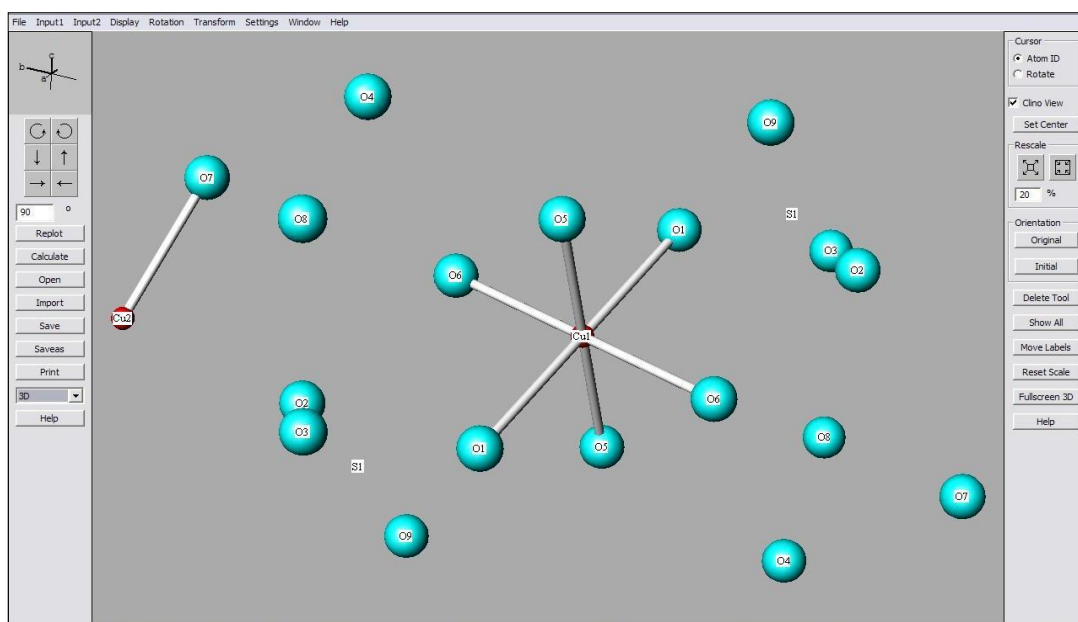 File Input1 Input2 Display Rotation Transform Settings Window Help
c
b
a
90 o
Replot
Calculate
Open
Import
Save
Saveas
Print
3D
Help
O4
O9
O7
O8
O5
O1
S1
O3
O2
O6
Cu2
Cu1
O2
O3
O6
O1
O5
O8
S1
O7
O9
O4
Cursor
Atom ID
Rotate
Clino View
Set Center
Rescale
20 %
Orientation
Original
Initial
Delete Tool
Show All
Move Labels
Reset Scale
Fullscreen 3D
Help